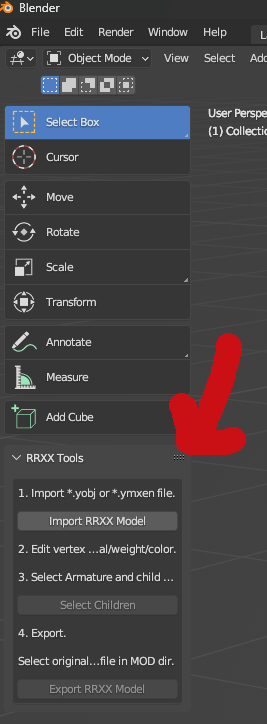 Blender
File Edit Render Window Help La
Object Mode View Select Add
Select Box
User Perspe
(1) Collectio
Cursor
Move
Rotate
Scale
Transform
Annotate
Measure
Add Cube
RRXX Tools
1. Import *.yobj or *.ymxen file.
Import RRXX Model
2. Edit vertex ...al/weight/color.
3. Select Armature and child ...
Select Children
4. Export.
Select original...file in MOD dir.
Export RRXX Model